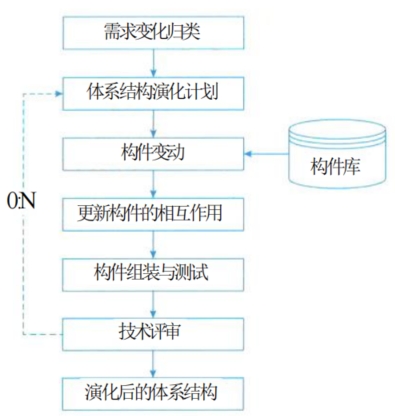 需求变化归类
体系结构演化计划
构件变动
构件库
0:N
更新构件的相互作用
构件组装与测试
技术评审
演化后的体系结构